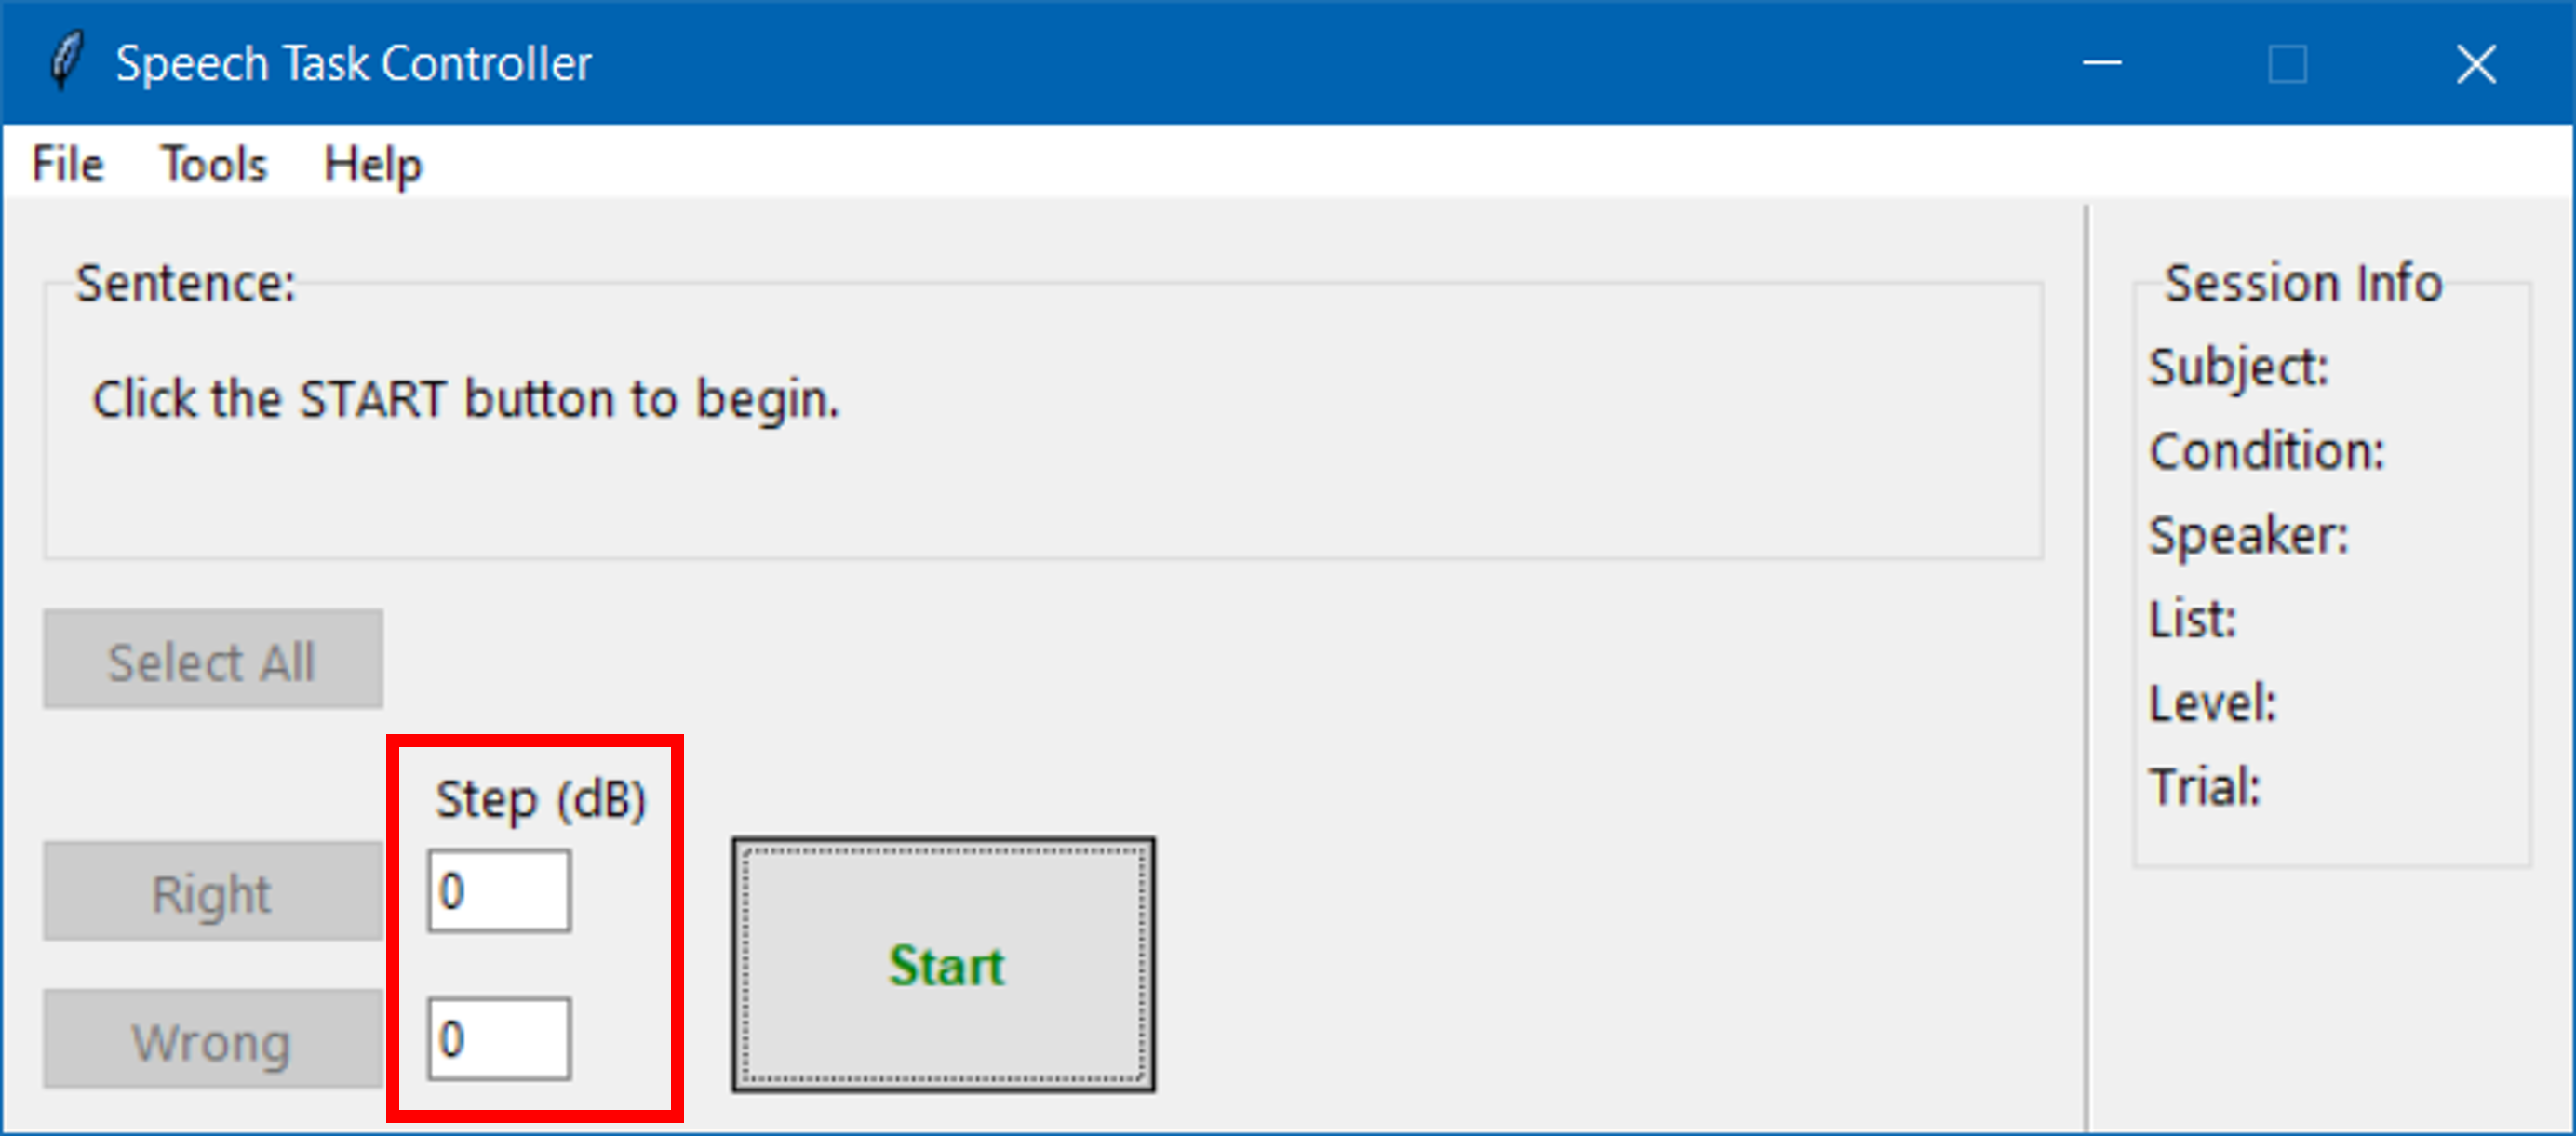 Speech Task Controller
File Tools Help
Sentence:
Click the START button to begin.
Select All
Step (dB)
Right 0
Wrong 0
Start
Session Info
Subject:
Condition:
Speaker:
List:
Level:
Trial: